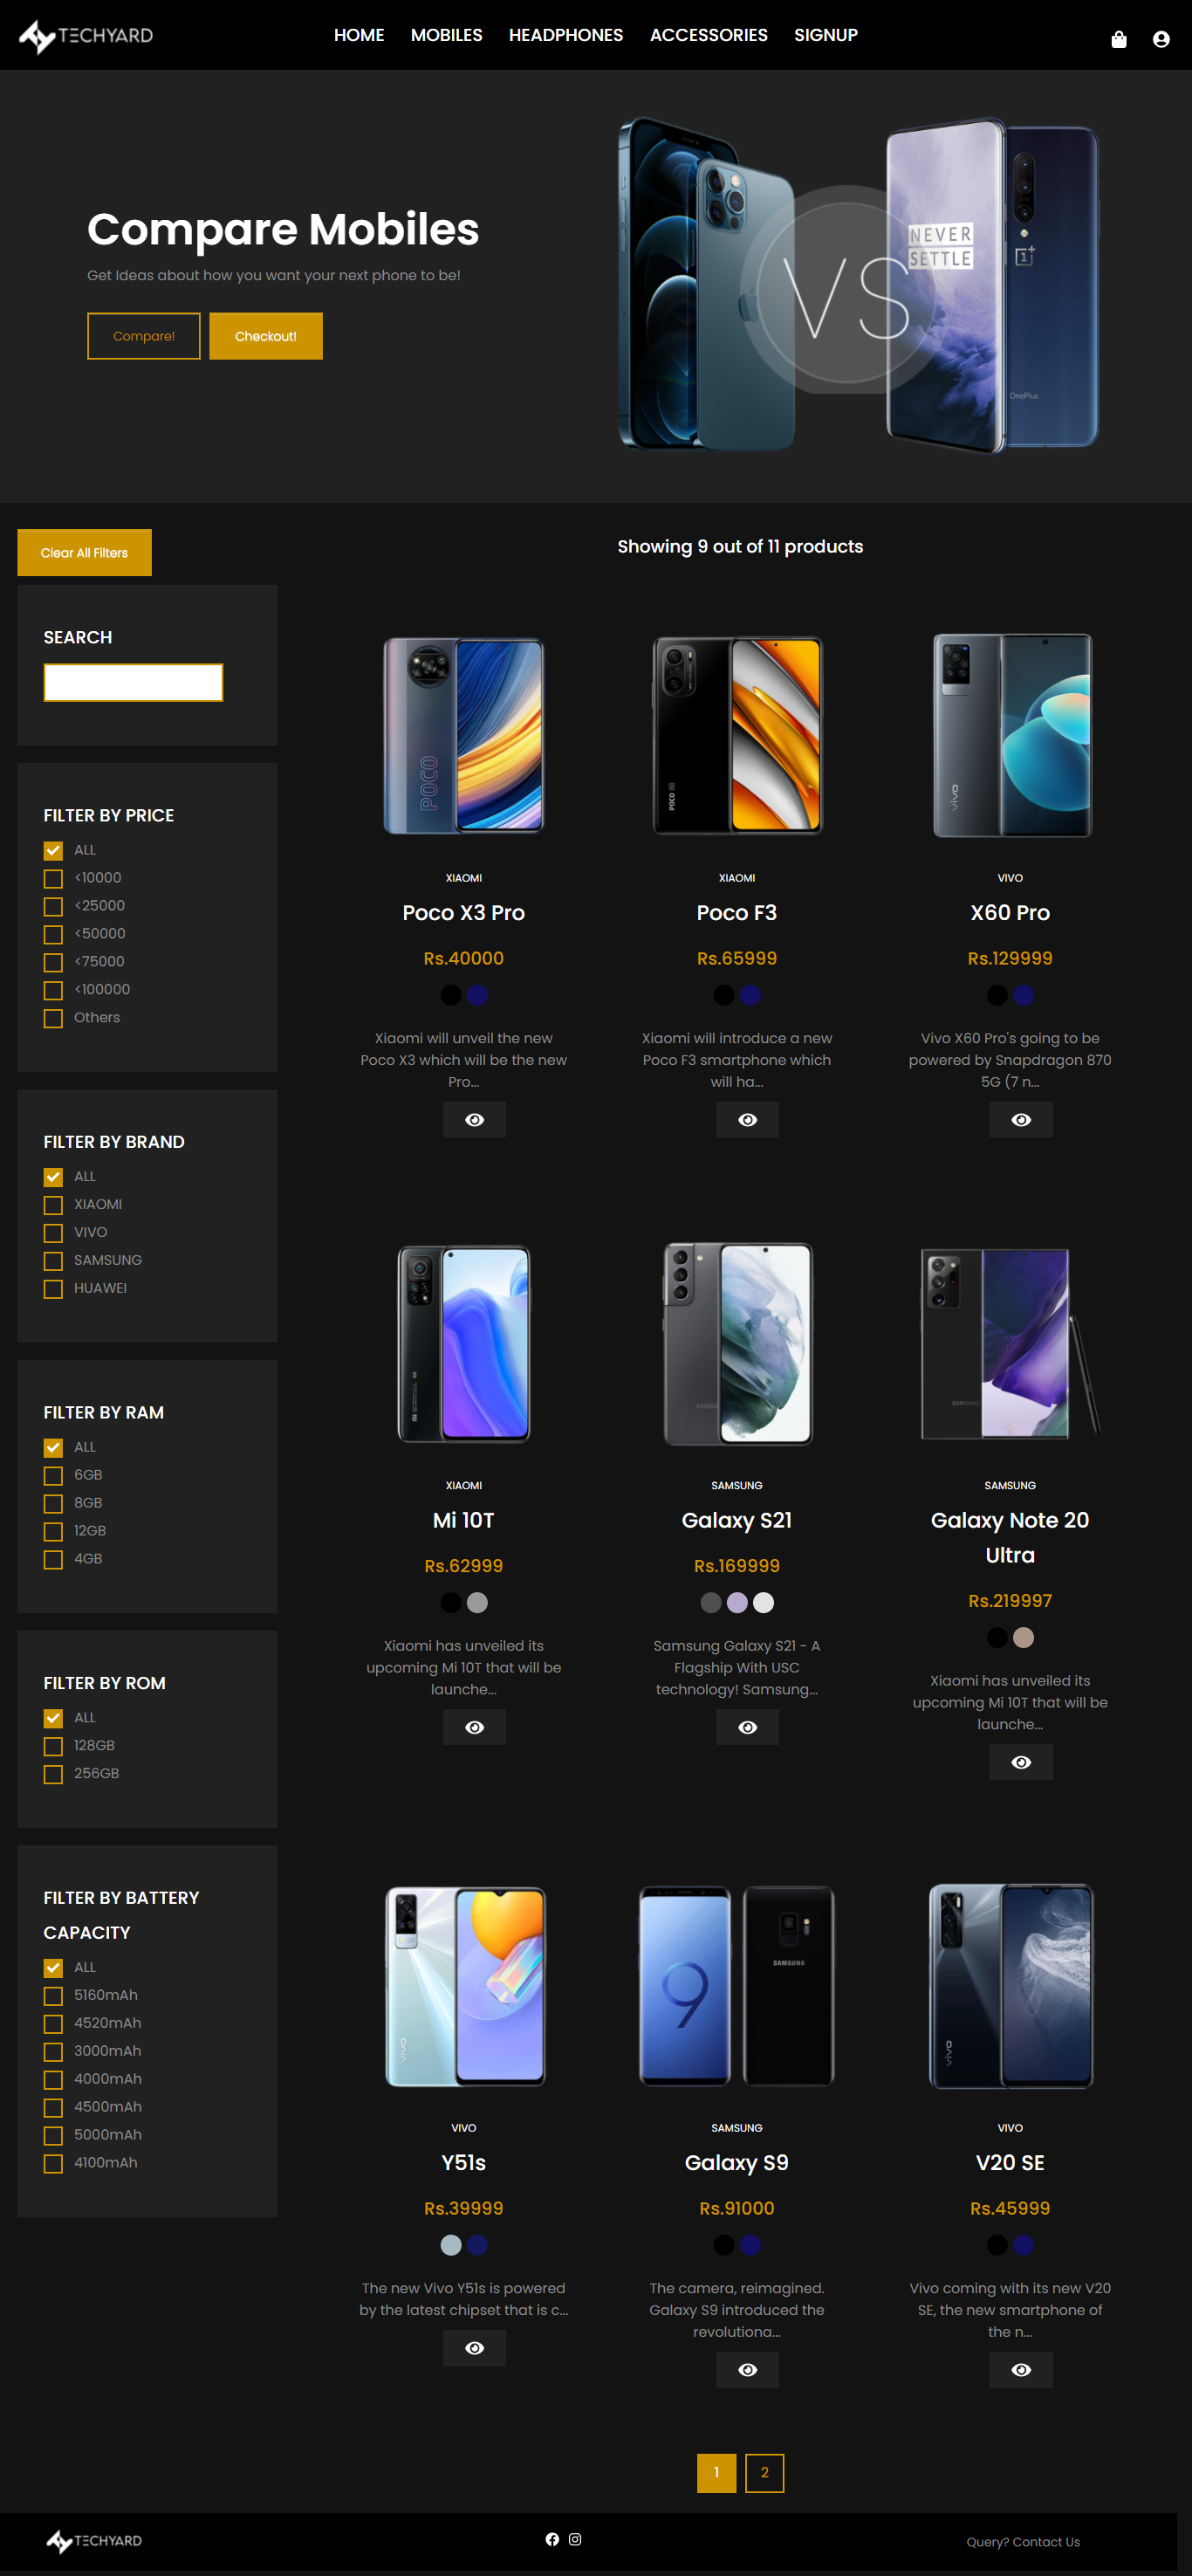 TECHYARD
HOME MOBILES HEADPHONES ACCESSORIES SIGNUP
Compare Mobiles
Get Ideas about how you want your next phone to be!
Compare! Checkout!
NEVER
SETTLE
VS
OnePlus
Clear All Filters
Showing 9 out of 11 products
SEARCH
FILTER BY PRICE
ALL
<10000
<25000
<50000
<75000
<100000
Others
FILTER BY BRAND
ALL
XIAOMI
VIVO
SAMSUNG
HUAWEI
FILTER BY RAM
ALL
6GB
8GB
12GB
4GB
FILTER BY ROM
ALL
128GB
256GB
FILTER BY BATTERY
CAPACITY
ALL
5160mAh
4520mAh
3000mAh
4000mAh
4500mAh
5000mAh
4100mAh
POCO
XIAOMI
Poco X3 Pro
Rs.40000
Xiaomi will unveil the new
Poco X3 which will be the new
Pro...
POCO
XIAOMI
Poco F3
Rs.65999
Xiaomi will introduce a new
Poco F3 smartphone which
will ha...
vivo
VIVO
X60 Pro
Rs.129999
Vivo X60 Pro's going to be
powered by Snapdragon 870
5G (7 n...
XIAOMI
Mi 10T
Rs.62999
Xiaomi has unveiled its
upcoming Mi 10T that will be
launche...
SAMSUNG
SAMSUNG
Galaxy S21
Rs.169999
Samsung Galaxy S21 - A
Flagship With USC
technology! Samsung...
SAMSUNG
SAMSUNG
Galaxy Note 20
Ultra
Rs.219997
Xiaomi has unveiled its
upcoming Mi 10T that will be
launche...
vivo
VIVO
Y51s
Rs.39999
The new Vivo Y51s is powered
by the latest chipset that is c...
9
SAMSUNG
SAMSUNG
Galaxy S9
Rs.91000
The camera, reimagined.
Galaxy S9 introduced the
revolutiona...
vivo
VIVO
V20 SE
Rs.45999
Vivo coming with its new V20
SE, the new smartphone of
the n...
1 2
TECHYARD
Query? Contact Us